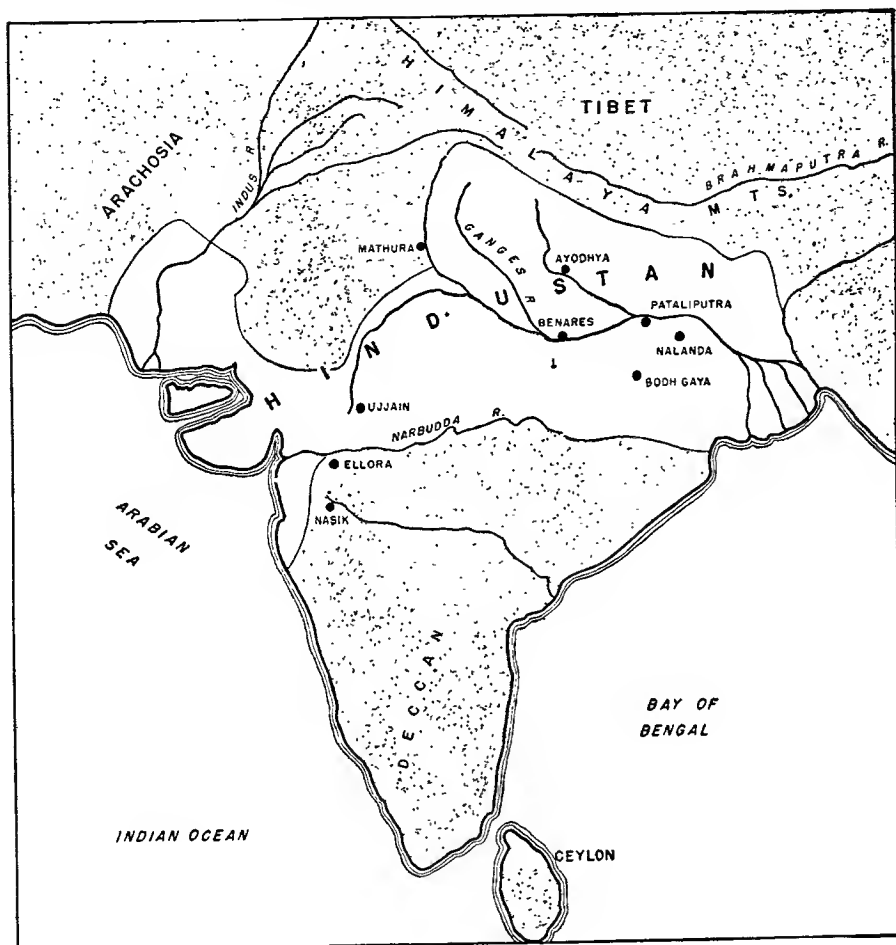 HIMALAYA MTS.
TIBET
BRAHMAPUTRA R.
ARACHOSIA
INDUS R.
MATHURA
GANGES R
AYODHYA
HINDUSTAN
PATALIPUTRA
BENARES
NALANDA
BODH GAYA
UJJAIN
NARBUDDA R.
ELLORA
NASIK
ARABIAN
SEA
DECCAN
BAY OF
BENGAL
INDIAN OCEAN
CEYLON